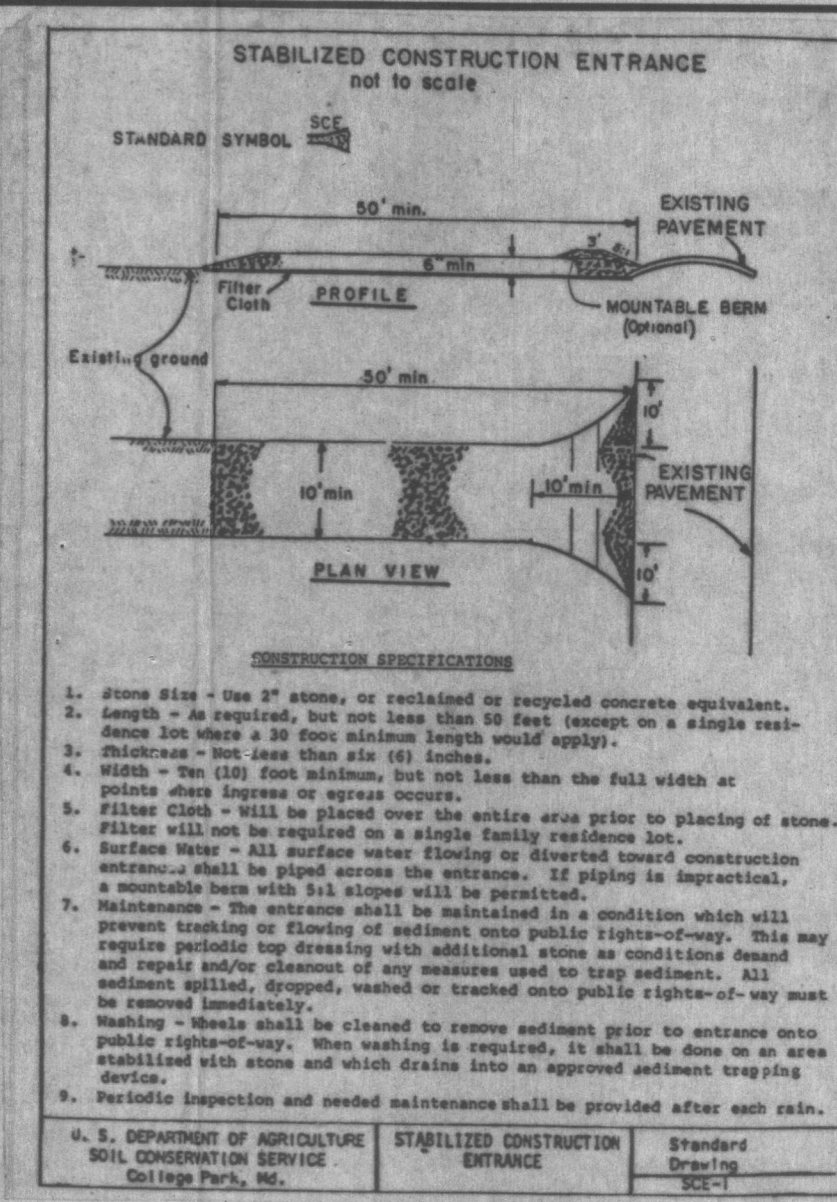 STABILIZED CONSTRUCTION ENTRANCE
not to scale
STANDARD SYMBOL SCE
50' min.
EXISTING
PAVEMENT
3' 5:1
6" min
Filter
Cloth
PROFILE
MOUNTABLE BERM
(Optional)
Existing ground
50' min
10'
10' min
10' min
EXISTING
PAVEMENT
10'
PLAN VIEW
CONSTRUCTION SPECIFICATIONS
1. Stone Size - Use 2" stone, or reclaimed or recycled concrete equivalent.
2. Length - As required, but not less than 50 feet (except on a single resi-
dence lot where a 30 foot minimum length would apply).
3. Thickness - Not less than six (6) inches.
4. Width - Ten (10) foot minimum, but not less than the full width at
points where ingress or egress occurs.
5. Filter Cloth - Will be placed over the entire area prior to placing of stone.
Filter will not be required on a single family residence lot.
6. Surface Water - All surface water flowing or diverted toward construction
entrances shall be piped across the entrance. If piping is impractical,
a mountable berm with 5:1 slopes will be permitted.
7. Maintenance - The entrance shall be maintained in a condition which will
prevent tracking or flowing of sediment onto public rights-of-way. This may
require periodic top dressing with additional stone as conditions demand
and repair and/or cleanout of any measures used to trap sediment. All
sediment spilled, dropped, washed or tracked onto public rights-of-way must
be removed immediately.
8. Washing - Wheels shall be cleaned to remove sediment prior to entrance onto
public rights-of-way. When washing is required, it shall be done on an area
stabilized with stone and which drains into an approved sediment trapping
device.
9. Periodic inspection and needed maintenance shall be provided after each rain.
U. S. DEPARTMENT OF AGRICULTURE
SOIL CONSERVATION SERVICE
College Park, Md.
STABILIZED CONSTRUCTION
ENTRANCE
Standard
Drawing
SCE-1